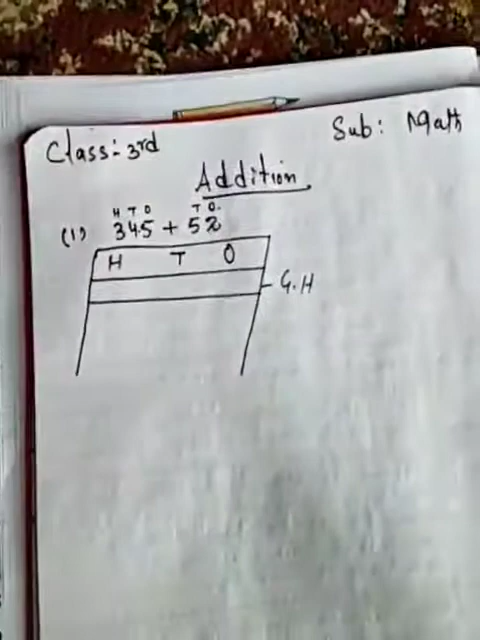 Class:- 3rd
Sub: Math
Addition
H T O T O.
(1) 345 + 52
H T O
G.H